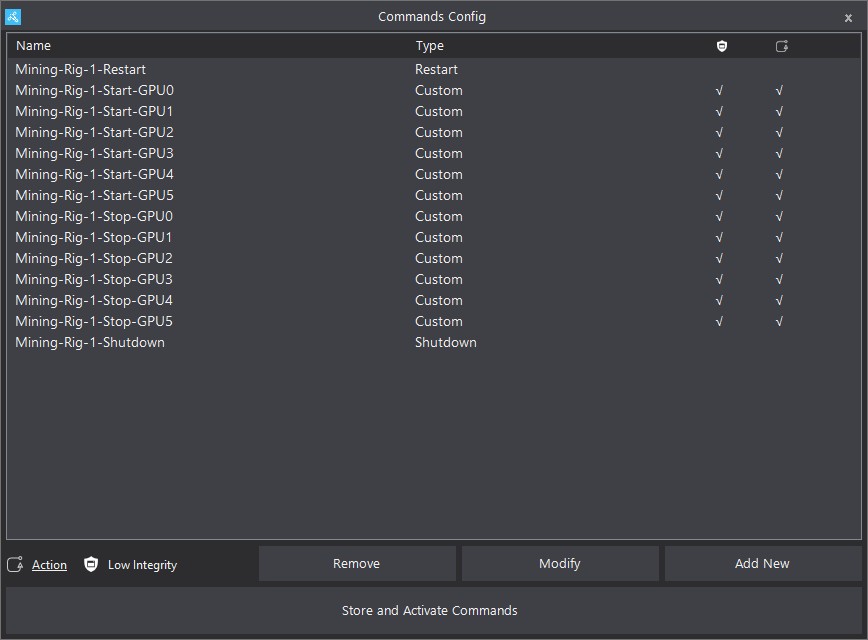 Commands Config
x
Name Type
Mining-Rig-1-Restart Restart
Mining-Rig-1-Start-GPU0 Custom √ √
Mining-Rig-1-Start-GPU1 Custom √ √
Mining-Rig-1-Start-GPU2 Custom √ √
Mining-Rig-1-Start-GPU3 Custom √ √
Mining-Rig-1-Start-GPU4 Custom √ √
Mining-Rig-1-Start-GPU5 Custom √ √
Mining-Rig-1-Stop-GPU0 Custom √ √
Mining-Rig-1-Stop-GPU1 Custom √ √
Mining-Rig-1-Stop-GPU2 Custom √ √
Mining-Rig-1-Stop-GPU3 Custom √ √
Mining-Rig-1-Stop-GPU4 Custom √ √
Mining-Rig-1-Stop-GPU5 Custom √ √
Mining-Rig-1-Shutdown Shutdown
Action Low Integrity Remove Modify Add New
Store and Activate Commands